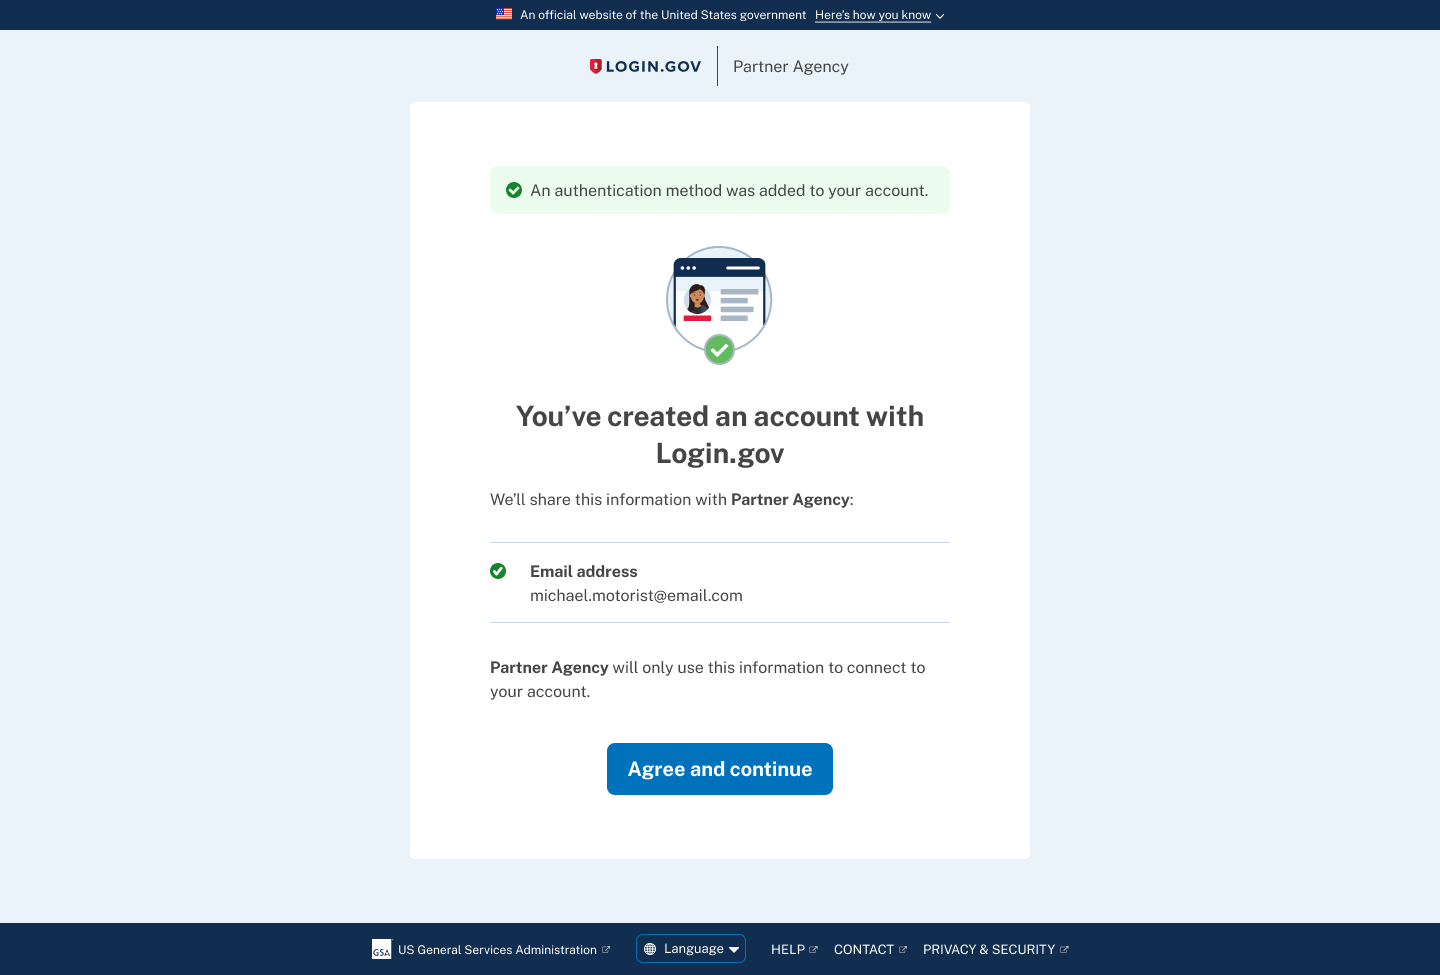 An official website of the United States government Here's how you know
LOGIN.GOV Partner Agency
An authentication method was added to your account.
You’ve created an account with
Login.gov
We’ll share this information with Partner Agency:
Email address
michael.motorist@email.com
Partner Agency will only use this information to connect to
your account.
Agree and continue
GSA US General Services Administration Language HELP CONTACT PRIVACY & SECURITY